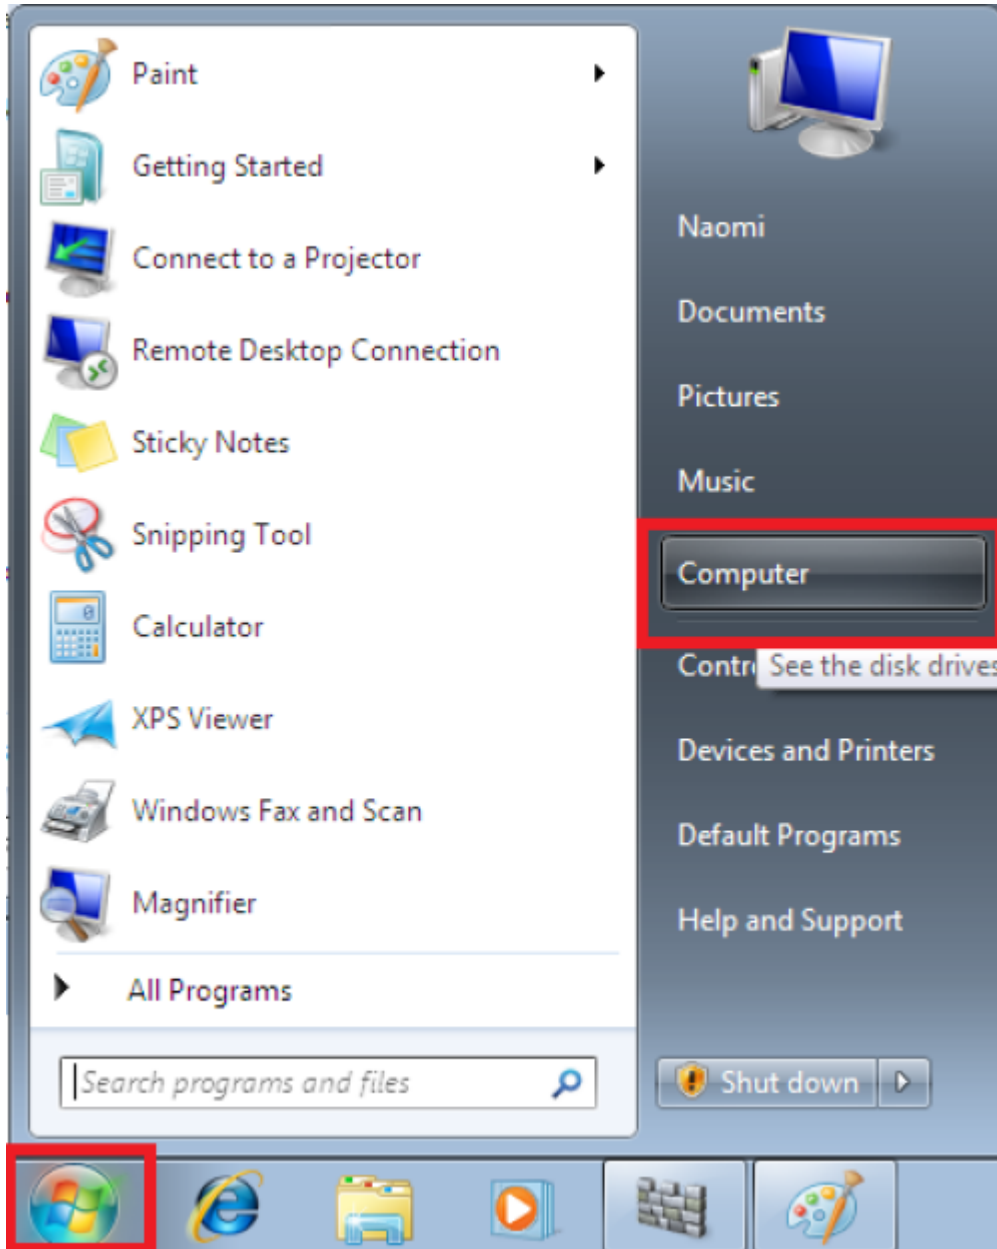 Paint
Getting Started
Connect to a Projector
Remote Desktop Connection
Sticky Notes
Snipping Tool
Calculator
XPS Viewer
Windows Fax and Scan
Magnifier
All Programs
Search programs and files
Naomi
Documents
Pictures
Music
Computer
Contr
See the disk drives
Devices and Printers
Default Programs
Help and Support
Shut down